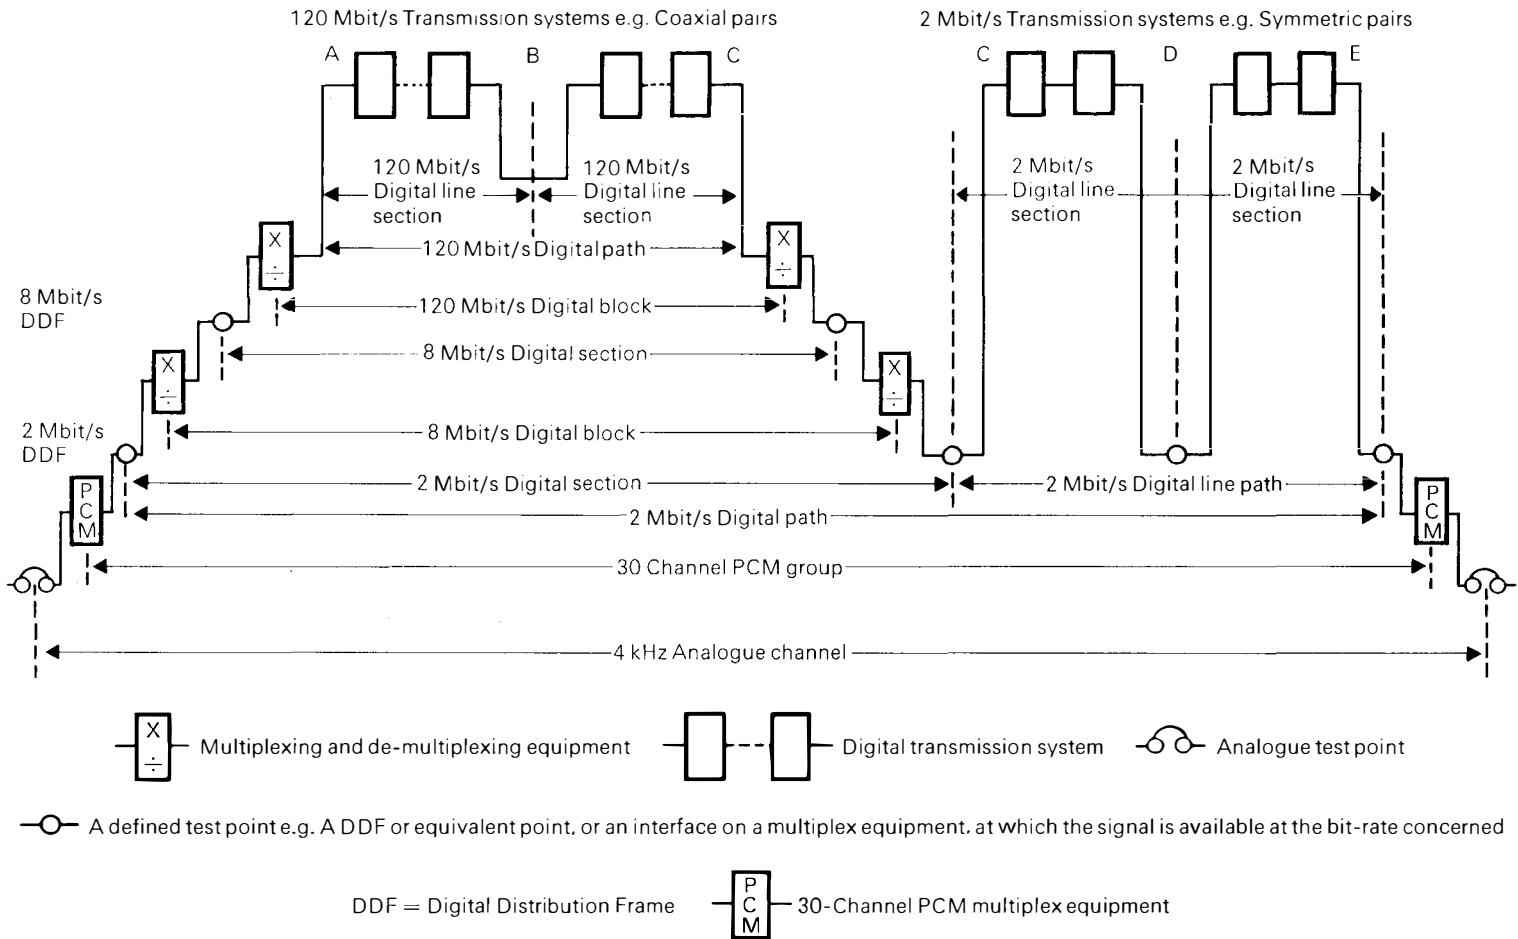 120 Mbit/s Transmission systems e.g. Coaxial pairs
2 Mbit/s Transmission systems e.g. Symmetric pairs
A
B
C
C
D
E
120 Mbit/s
Digital line
section
120 Mbit/s
Digital line
section
2 Mbit/s
Digital line
section
2 Mbit/s
Digital line
section
X
÷
120 Mbit/s Digital path
X
÷
8 Mbit/s
DDF
120 Mbit/s Digital block
8 Mbit/s Digital section
X
÷
X
÷
2 Mbit/s
DDF
8 Mbit/s Digital block
PCM
2 Mbit/s Digital section
2 Mbit/s Digital line path
PCM
2 Mbit/s Digital path
30 Channel PCM group
4 kHz Analogue channel
X
÷
Multiplexing and de-multiplexing equipment
Digital transmission system
Analogue test point
A defined test point e.g. A DDF or equivalent point, or an interface on a multiplex equipment, at which the signal is available at the bit-rate concerned
DDF = Digital Distribution Frame
PCM
30-Channel PCM multiplex equipment